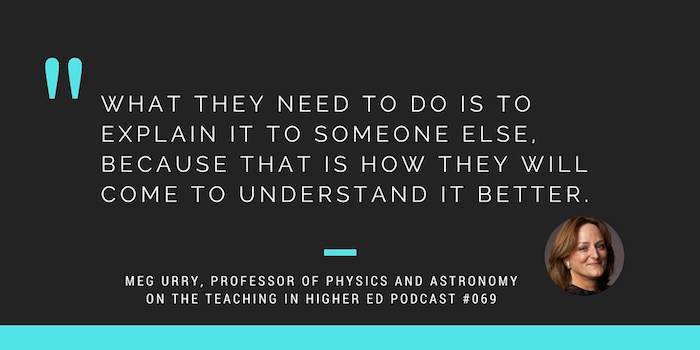 "
WHAT THEY NEED TO DO IS TO
EXPLAIN IT TO SOMEONE ELSE,
BECAUSE THAT IS HOW THEY WILL
COME TO UNDERSTAND IT BETTER.
MEG URRY, PROFESSOR OF PHYSICS AND ASTRONOMY
ON THE TEACHING IN HIGHER ED PODCAST #069